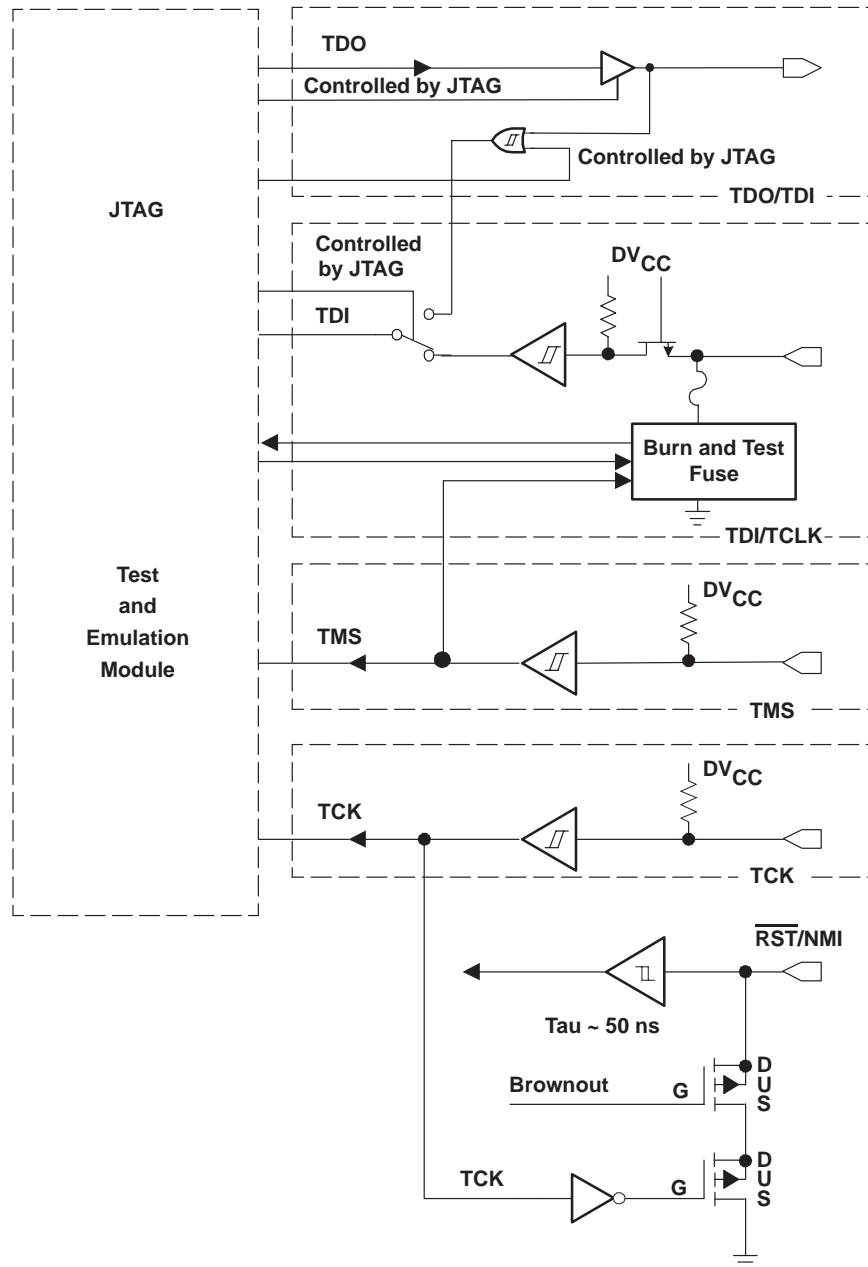 TDO
Controlled by JTAG
Controlled by JTAG
TDO/TDI
JTAG
Controlled
by JTAG
TDI
DVCC
Burn and Test
Fuse
TDI/TCLK
Test
and
Emulation
Module
TMS
DVCC
TMS
TCK
DVCC
TCK
RST/NMI
Tau ~ 50 ns
Brownout
G
D
U
S
TCK
G
D
U
S